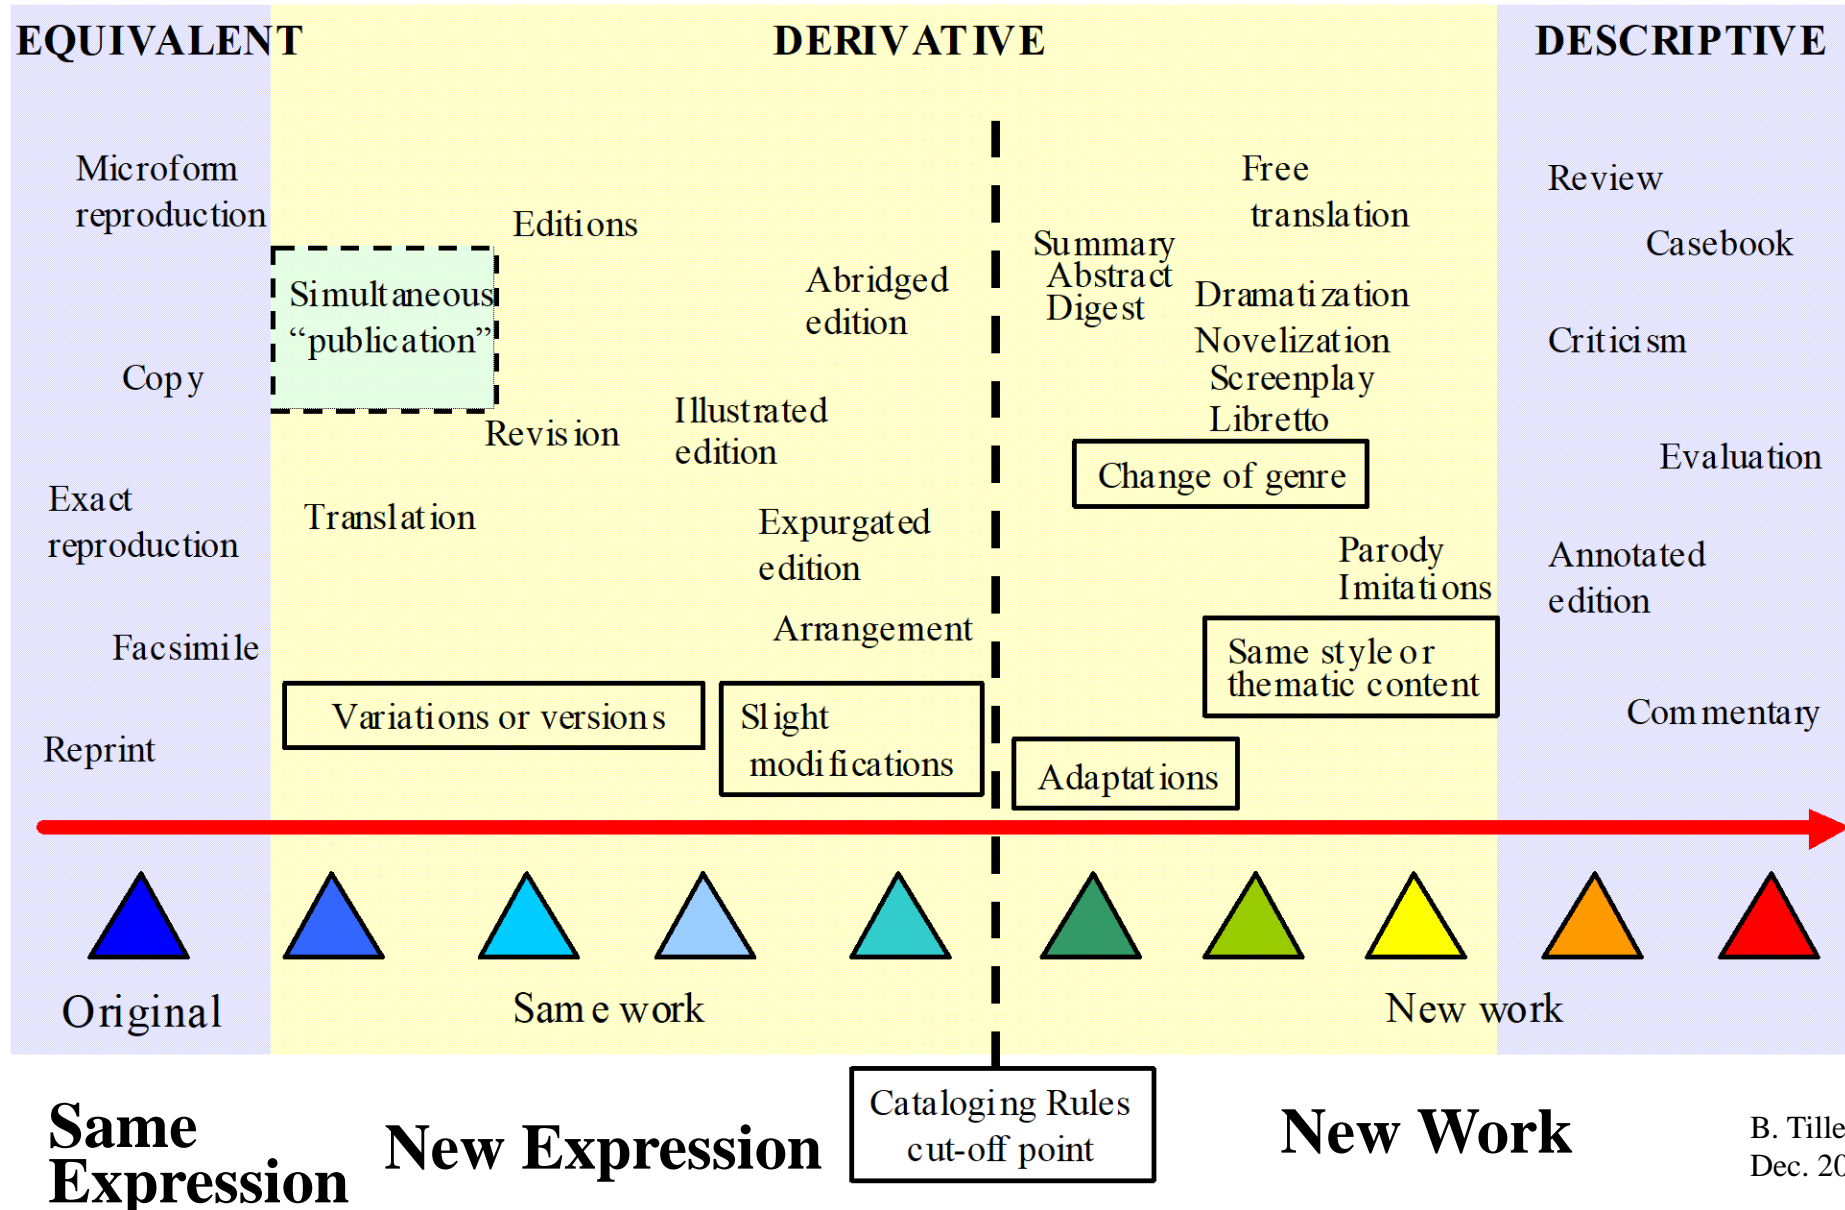 EQUIVALENT
DERIVATIVE
DESCRIPTIVE
Microform
reproduction
Copy
Exact
reproduction
Facsimile
Reprint
Simultaneous
“publication”
Editions
Revision
Translation
Illustrated
edition
Abridged
edition
Expurgated
edition
Arrangement
Variations or versions
Slight
modifications
Summary
Abstract
Digest
Free
translation
Dramatization
Novelization
Screenplay
Libretto
Change of genre
Parody
Imitations
Same style or
thematic content
Adaptations
Review
Casebook
Criticism
Evaluation
Annotated
edition
Commentary
Original
Same work
New work
Same
Expression
New Expression
Cataloging Rules
cut-off point
New Work
B. Tille
Dec. 20